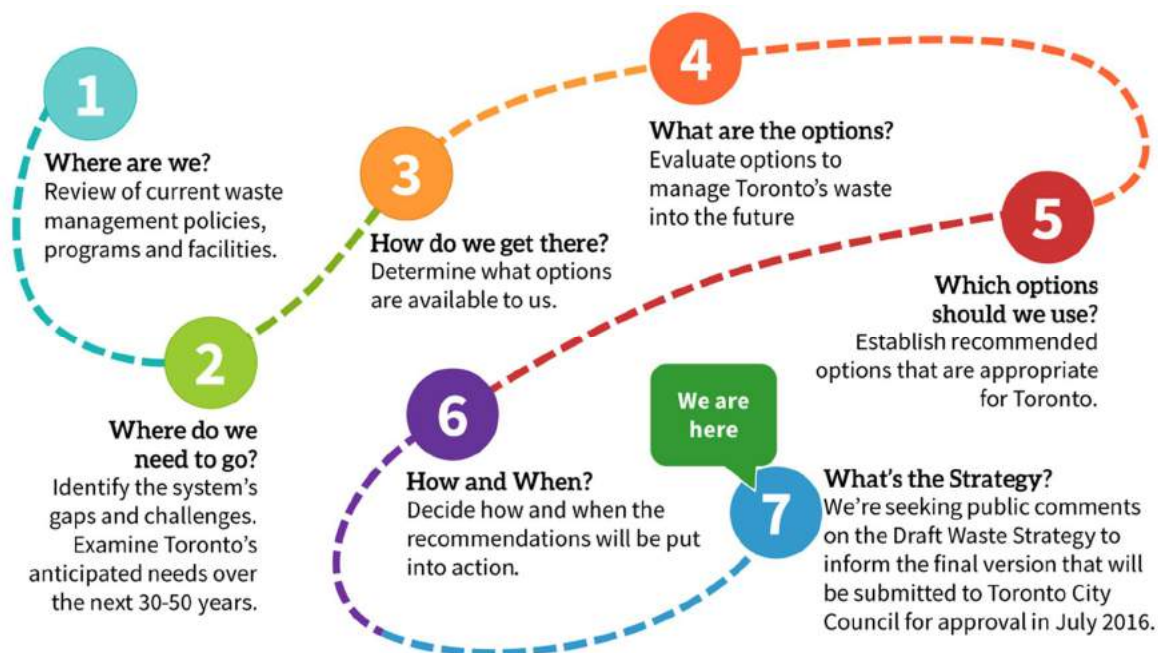 1
Where are we?
Review of current waste
management policies,
programs and facilities.
2
Where do we
need to go?
Identify the system's
gaps and challenges.
Examine Toronto's
anticipated needs over
the next 30-50 years.
3
How do we get there?
Determine what options
are available to us.
4
What are the options?
Evaluate options to
manage Toronto's waste
into the future
5
Which options
should we use?
Establish recommended
options that are appropriate
for Toronto.
6
How and When?
Decide how and when the
recommendations will be put
into action.
We are
here
7
What's the Strategy?
We're seeking public comments
on the Draft Waste Strategy to
inform the final version that will
be submitted to Toronto City
Council for approval in July 2016.